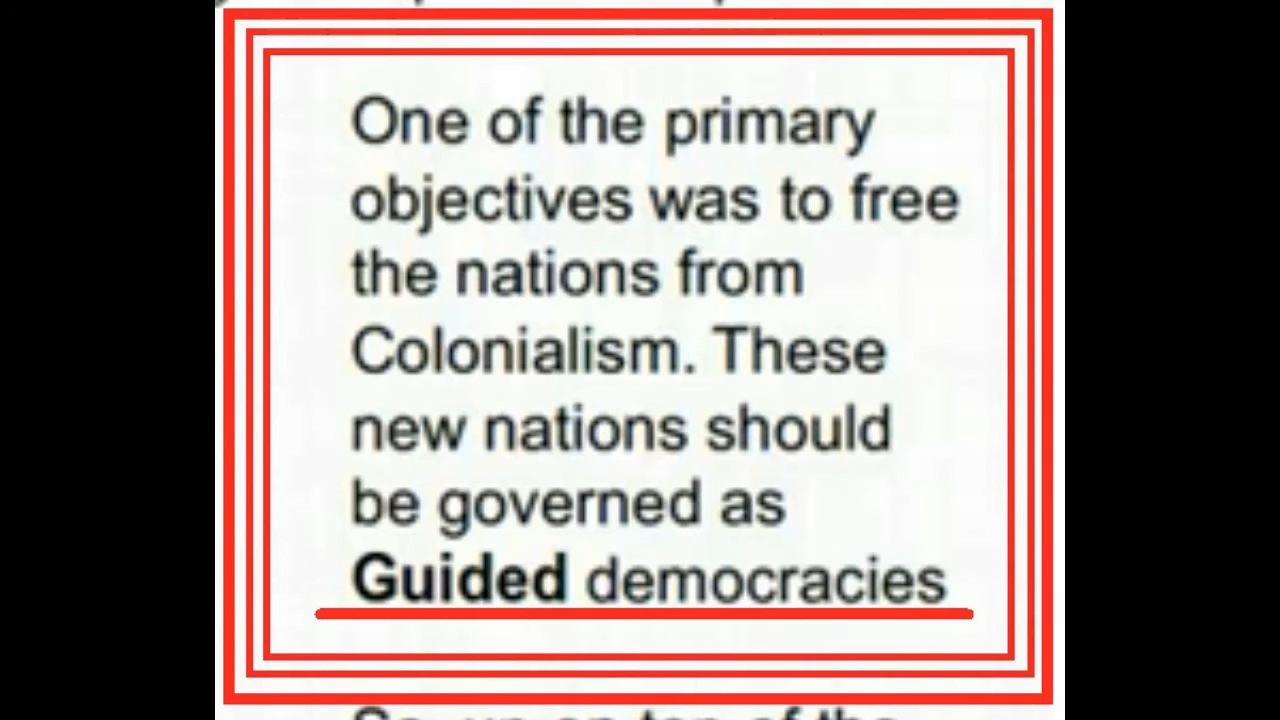 One of the primary
objectives was to free
the nations from
Colonialism. These
new nations should
be governed as
Guided democracies